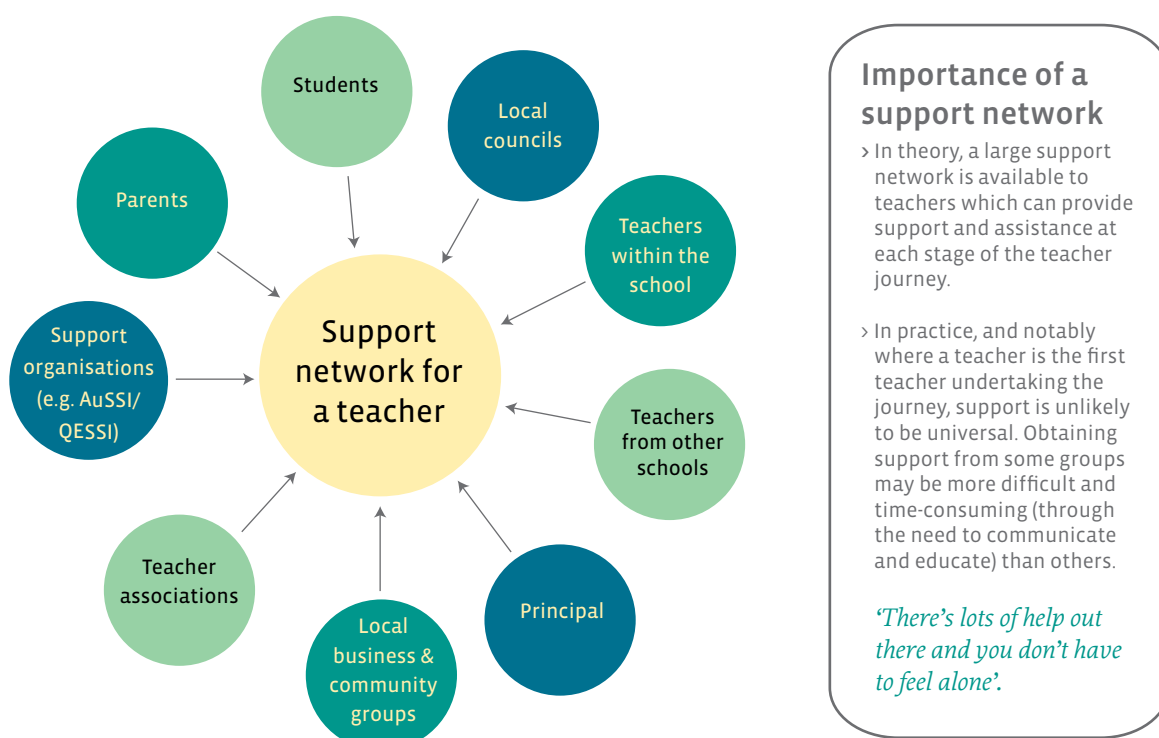 Students
Local
councils
Parents
Teachers
within the
school
Support
organisations
(e.g. AuSSI/
QESSI)
Support
network for
a teacher
Teachers
from other
schools
Teacher
associations
Local
business &
community
groups
Principal
Importance of a
support network
› In theory, a large support
network is available to
teachers which can provide
support and assistance at
each stage of the teacher
journey.
› In practice, and notably
where a teacher is the first
teacher undertaking the
journey, support is unlikely
to be universal. Obtaining
support from some groups
may be more difficult and
time-consuming (through
the need to communicate
and educate) than others.
‘There’s lots of help out
there and you don’t have
to feel alone’.